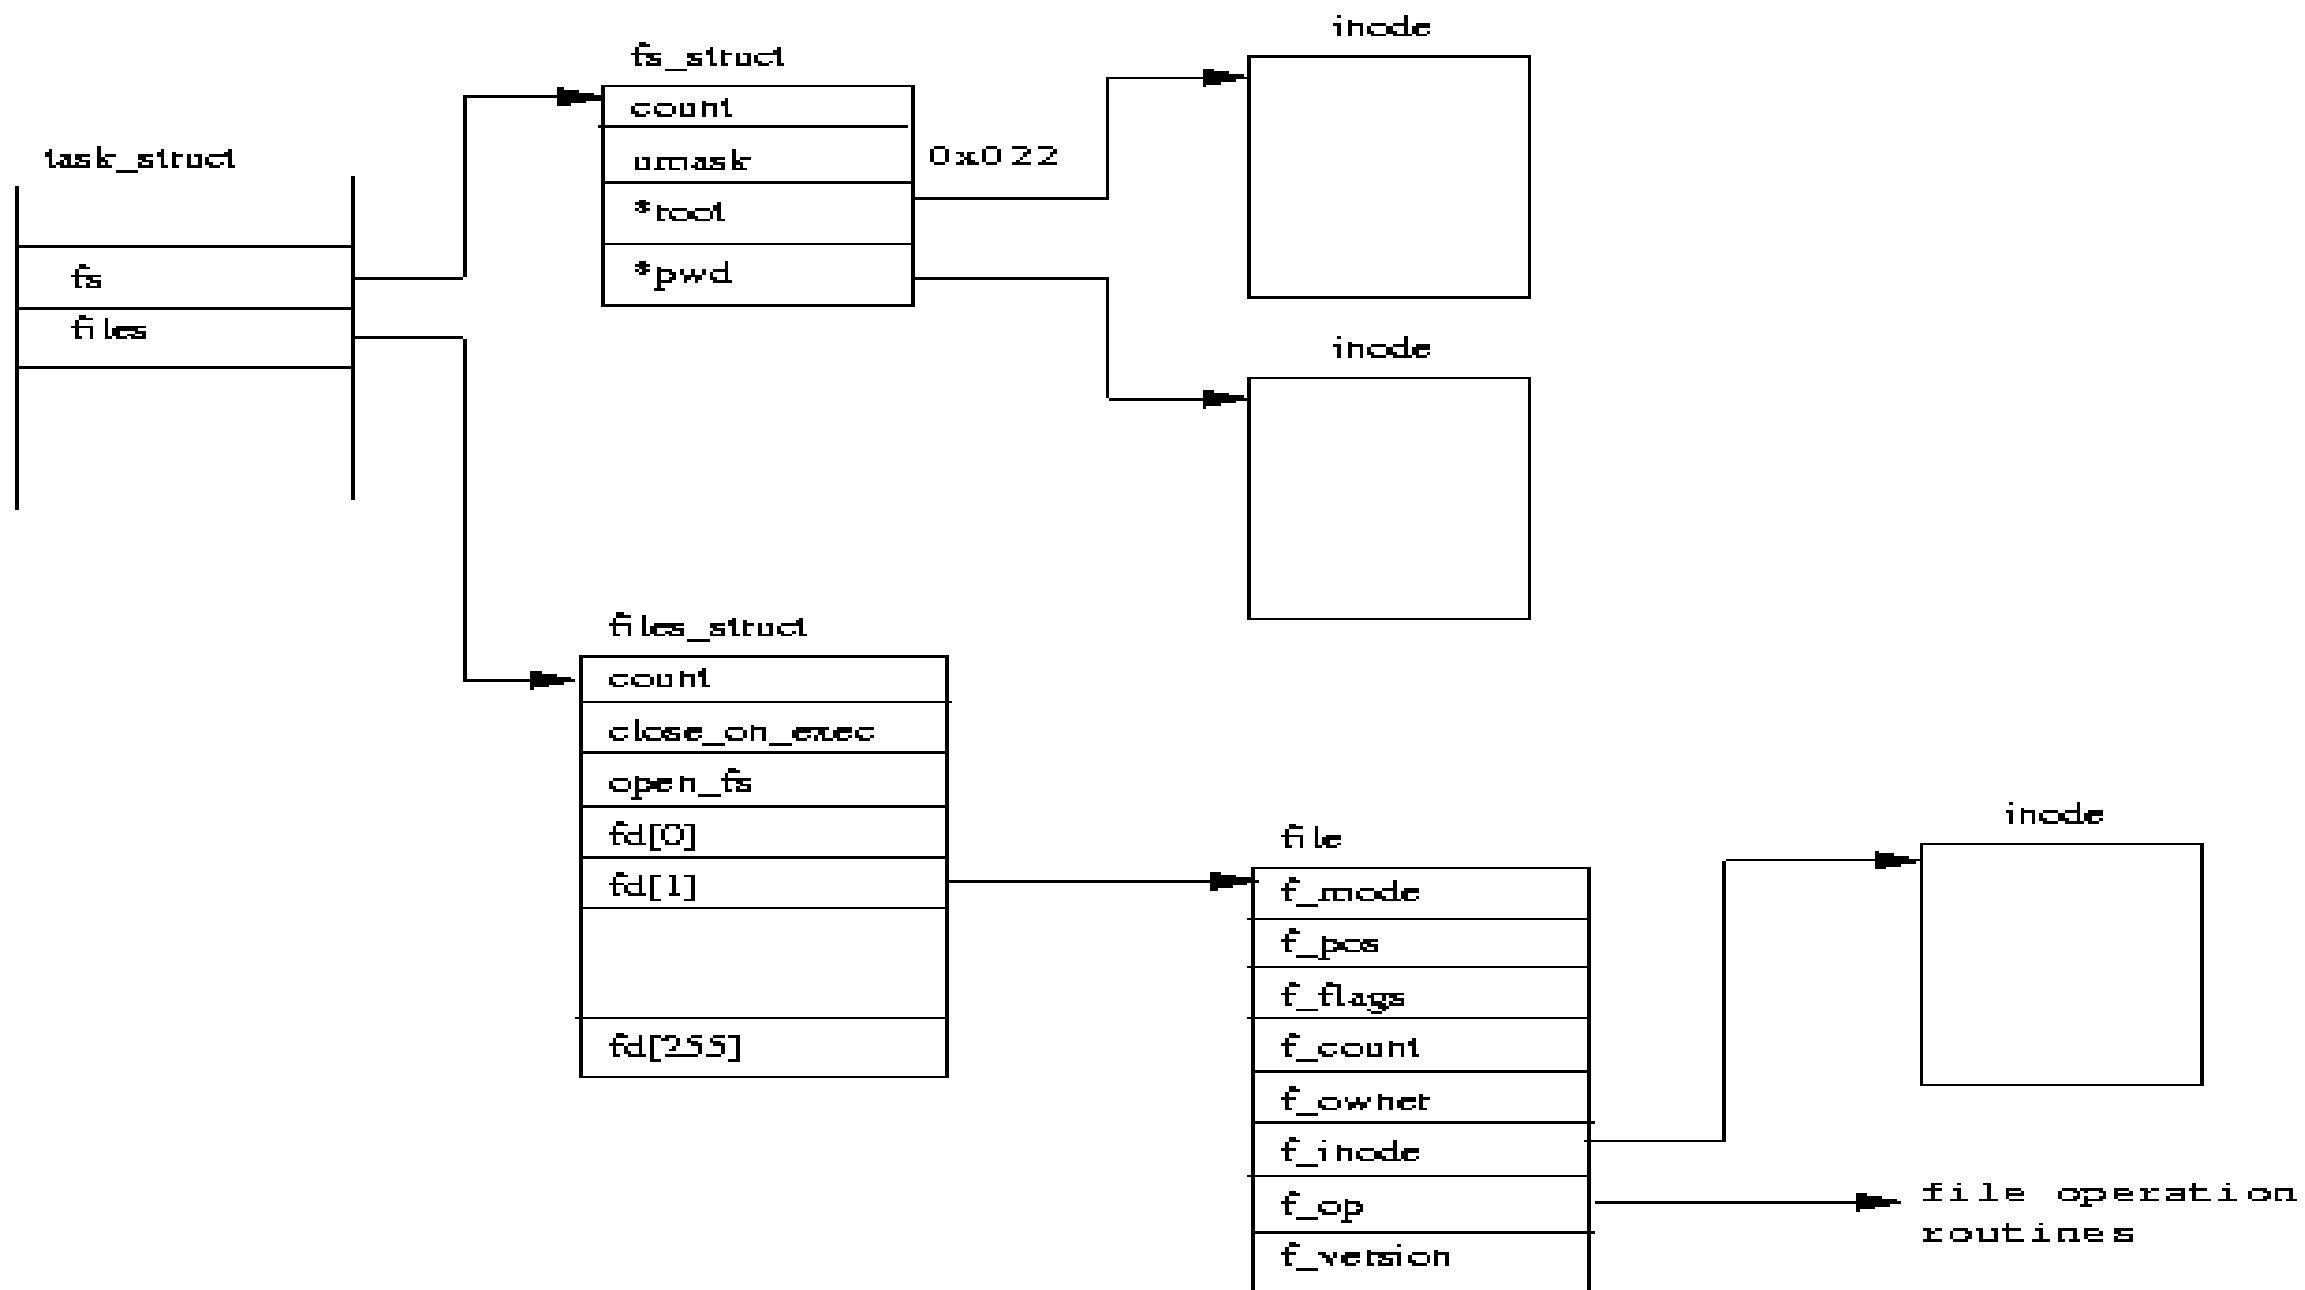 inode
fs_struct
count
umask
0x022
*root
*pwd
task_struct
fs
files
inode
files_struct
count
close_on_exec
open_fs
fd[0]
fd[1]
fd[255]
file
f_mode
f_pos
f_flags
f_count
f_owner
f_inode
f_op
f_version
inode
file operation
routines